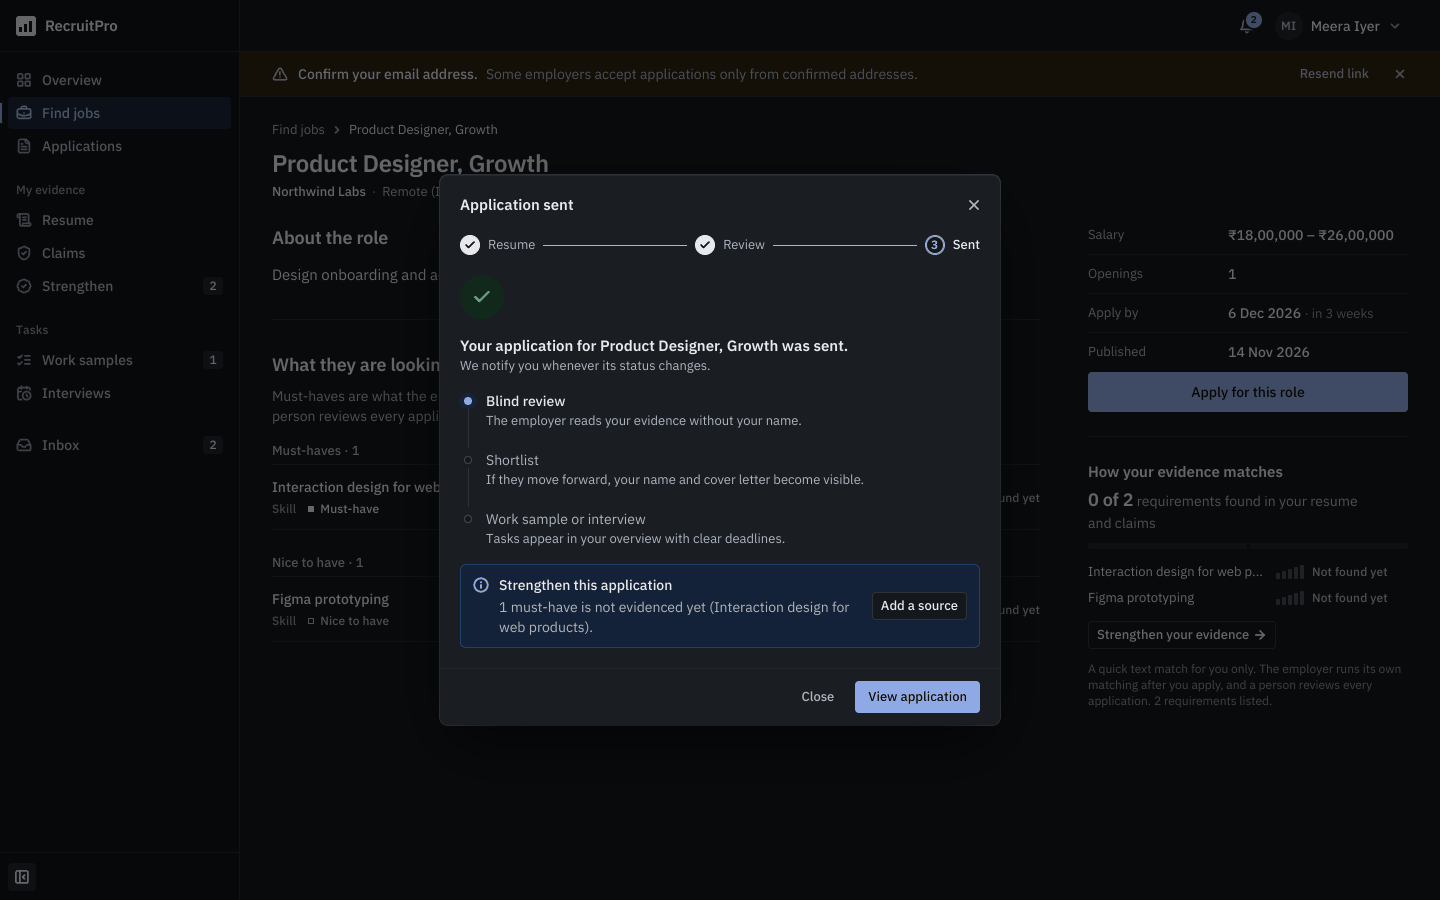 RecruitPro
2
MI
Meera Iyer
Overview
Find jobs
Applications
My evidence
Resume
Claims
Strengthen
2
Tasks
Work samples
1
Interviews
Inbox
2
Confirm your email address. Some employers accept applications only from confirmed addresses.
Resend link
Find jobs
Product Designer, Growth
Product Designer, Growth
Northwind Labs · Remote (
About the role
Design onboarding and a
What they are lookin
Must-haves are what the e
person reviews every appli
Must-haves · 1
Interaction design for web
Skill
Must-have
und yet
Nice to have · 1
Figma prototyping
Skill
Nice to have
und yet
Application sent
Resume
Review
3
Sent
Your application for Product Designer, Growth was sent.
We notify you whenever its status changes.
Blind review
The employer reads your evidence without your name.
Shortlist
If they move forward, your name and cover letter become visible.
Work sample or interview
Tasks appear in your overview with clear deadlines.
Strengthen this application
1 must-have is not evidenced yet (Interaction design for
web products).
Add a source
Close
View application
Salary
₹18,00,000 – ₹26,00,000
Openings
1
Apply by
6 Dec 2026 · in 3 weeks
Published
14 Nov 2026
Apply for this role
How your evidence matches
0 of 2 requirements found in your resume
and claims
Interaction design for web p...
Not found yet
Figma prototyping
Not found yet
Strengthen your evidence
A quick text match for you only. The employer runs its own
matching after you apply, and a person reviews every
application. 2 requirements listed.